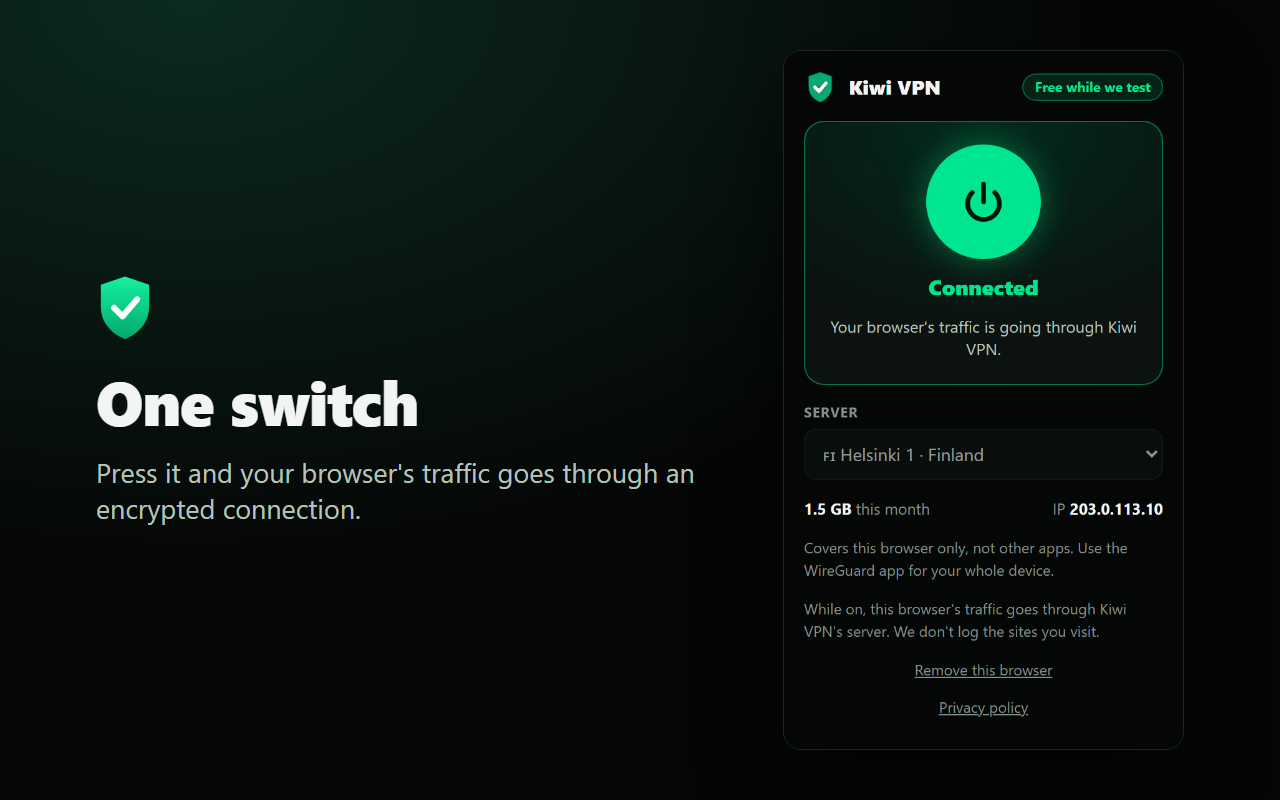 One switch
Press it and your browser's traffic goes through an
encrypted connection.
Kiwi VPN
Free while we test
Connected
Your browser's traffic is going through Kiwi
VPN.
SERVER
FI Helsinki 1 · Finland
1.5 GB this month
IP 203.0.113.10
Covers this browser only, not other apps. Use the
WireGuard app for your whole device.
While on, this browser's traffic goes through Kiwi
VPN's server. We don't log the sites you visit.
Remove this browser
Privacy policy